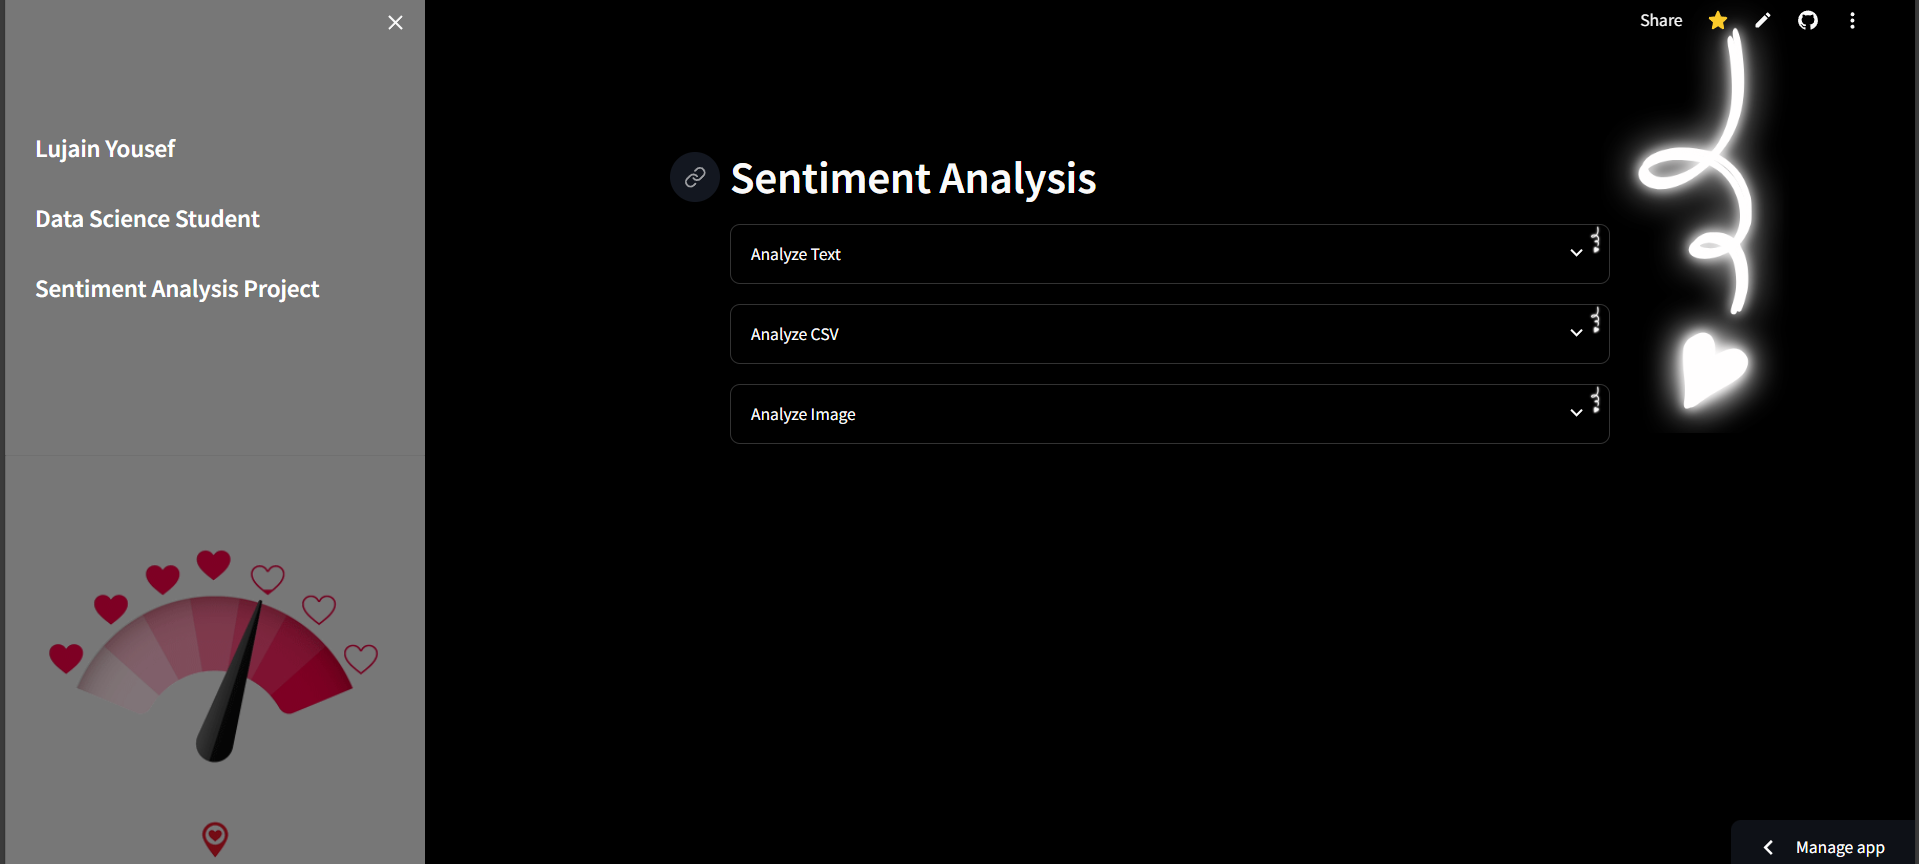 Share
Lujain Yousef
Data Science Student
Sentiment Analysis Project
Sentiment Analysis
Analyze Text
Analyze CSV
Analyze Image
Manage app